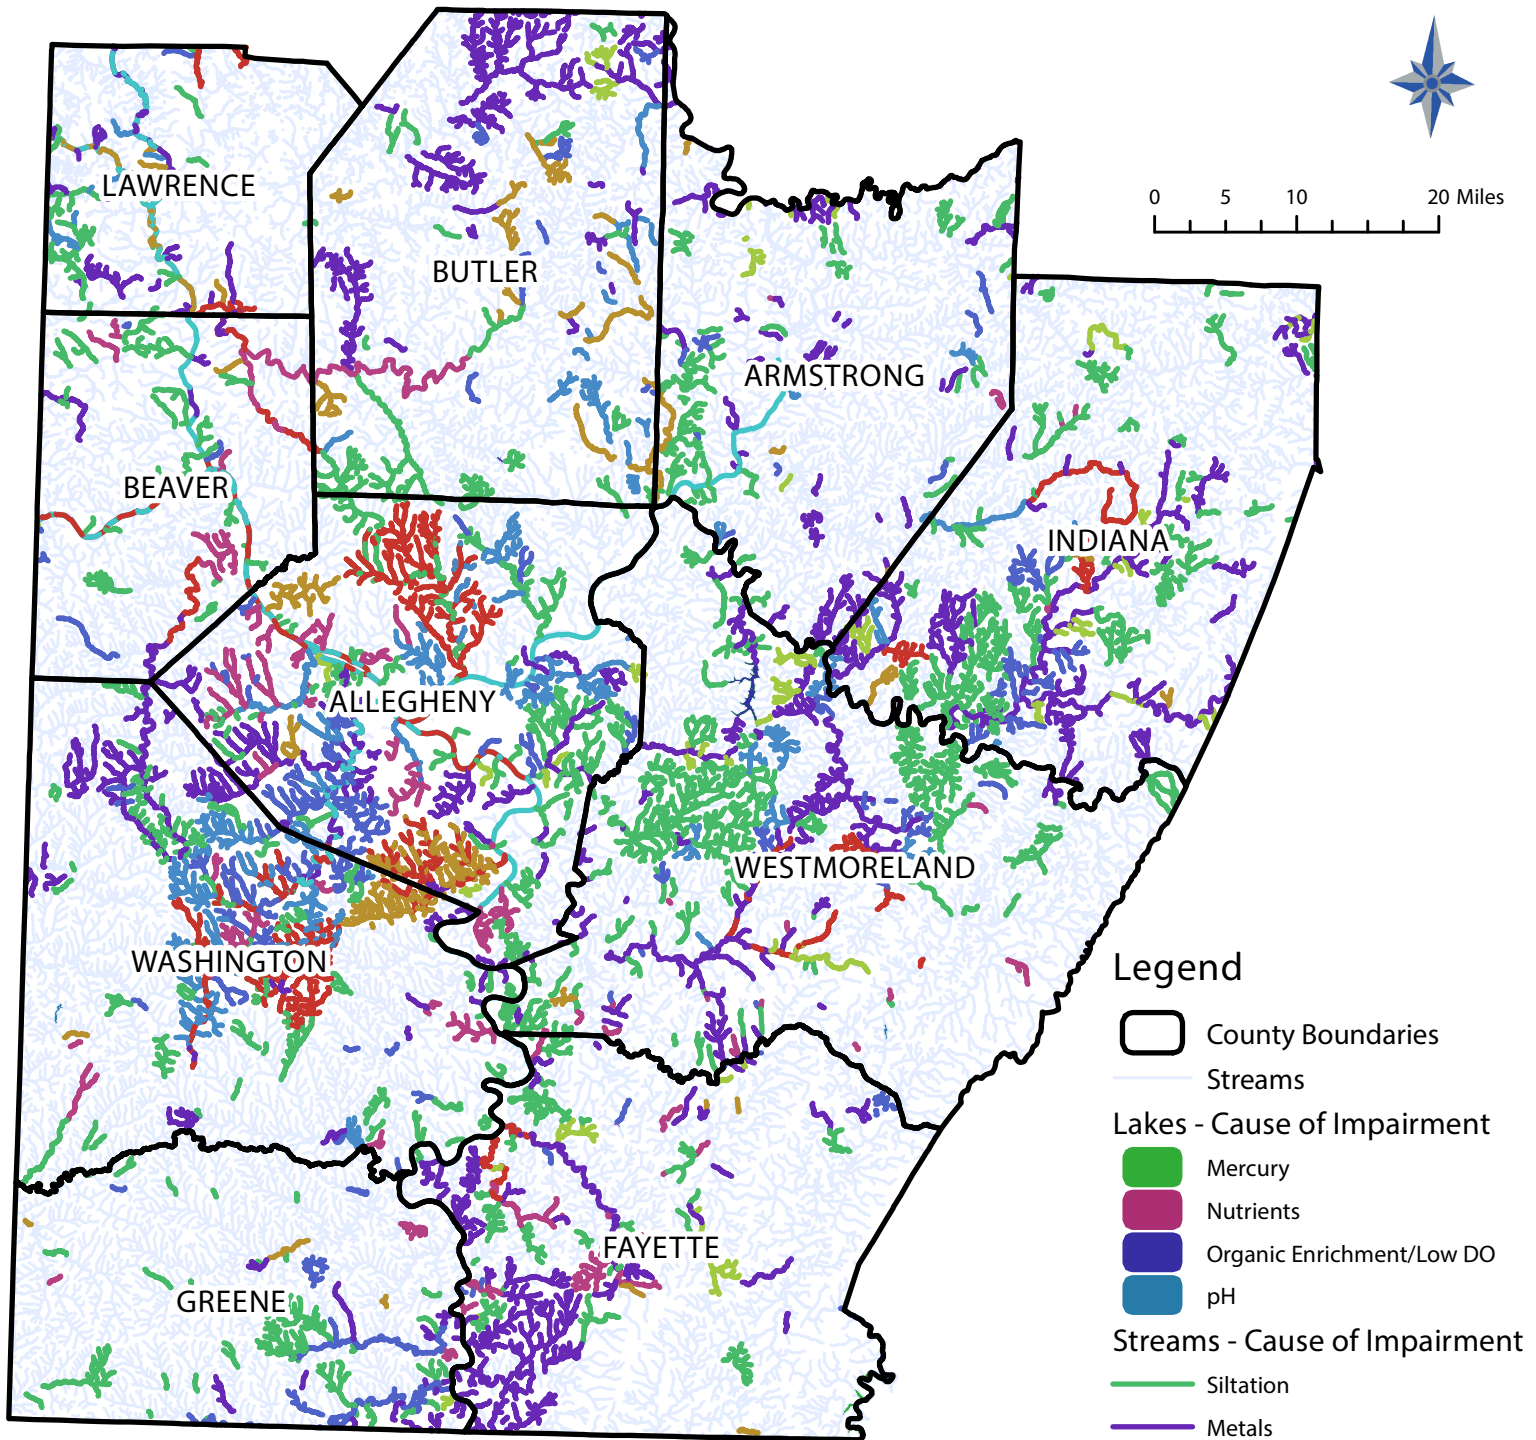 0 5 10 20 Miles
LAWRENCE
BUTLER
ARMSTRONG
BEAVER
INDIANA
ALLEGHENY
WESTMORELAND
WASHINGTON
FAYETTE
GREENE
Legend
County Boundaries
Streams
Lakes - Cause of Impairment
Mercury
Nutrients
Organic Enrichment/Low DO
pH
Streams - Cause of Impairment
Siltation
Metals